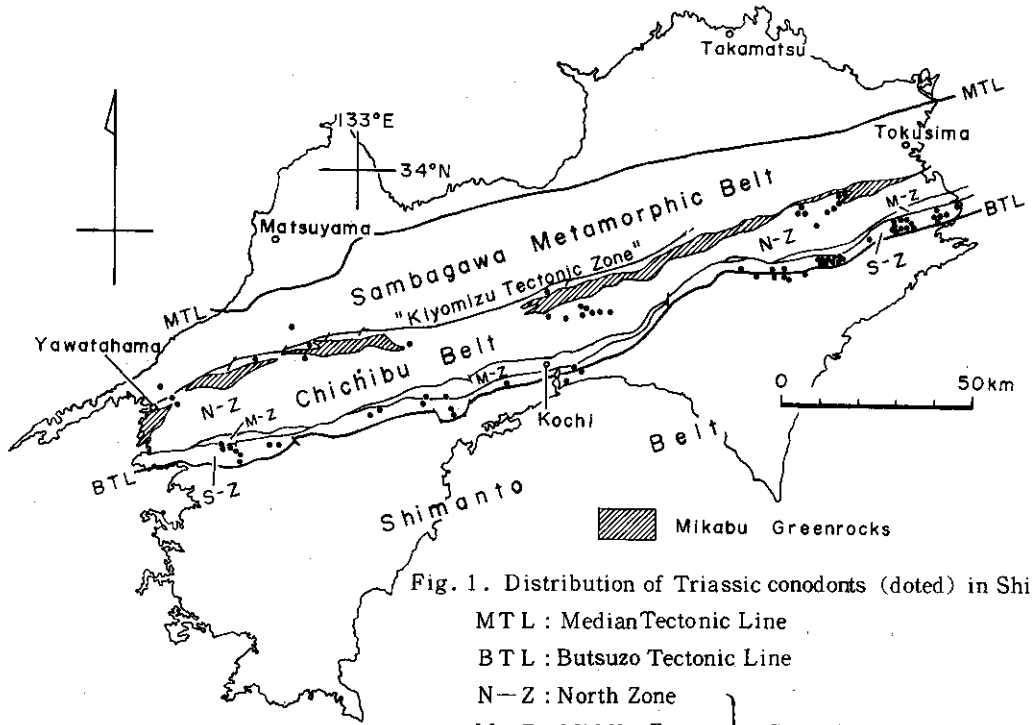 Takamatsu
MTL
133°E
Tokusima
34°N
Matsuyama
Sambagawa Metamorphic Belt
M-Z
BTL
N-Z
S-Z
"Kiyomizu Tectonic Zone"
MTL
Yawatahama
Chichibu Belt
0 50km
N-Z
M-Z
M-Z
Kochi
BTL
S-Z
Shimanto Belt
Mikabu Greenrocks
Fig. 1. Distribution of Triassic conodonts (doted) in Shi
MTL : Median Tectonic Line
BTL : Butsuzo Tectonic Line
N-Z : North Zone